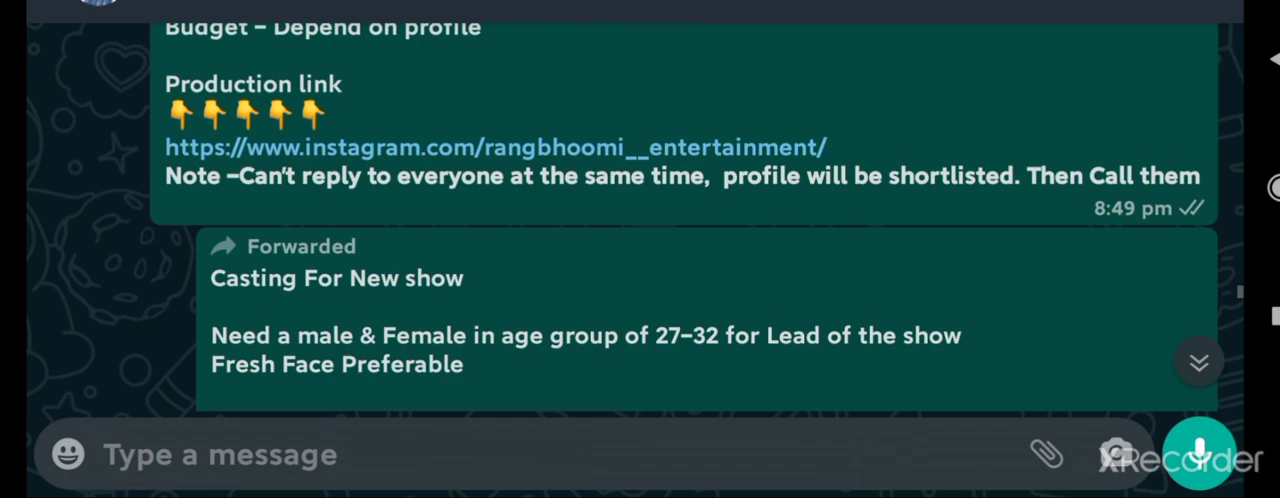 Budget – Depend on profile
Production link
👇👇👇👇👇
https://www.instagram.com/rangbhoomi__entertainment/
Note –Can't reply to everyone at the same time,  profile will be shortlisted. Then Call them
8:49 pm
Forwarded
Casting For New show
Need a male & Female in age group of 27–32 for Lead of the show
Fresh Face Preferable
Type a message
XRecorder